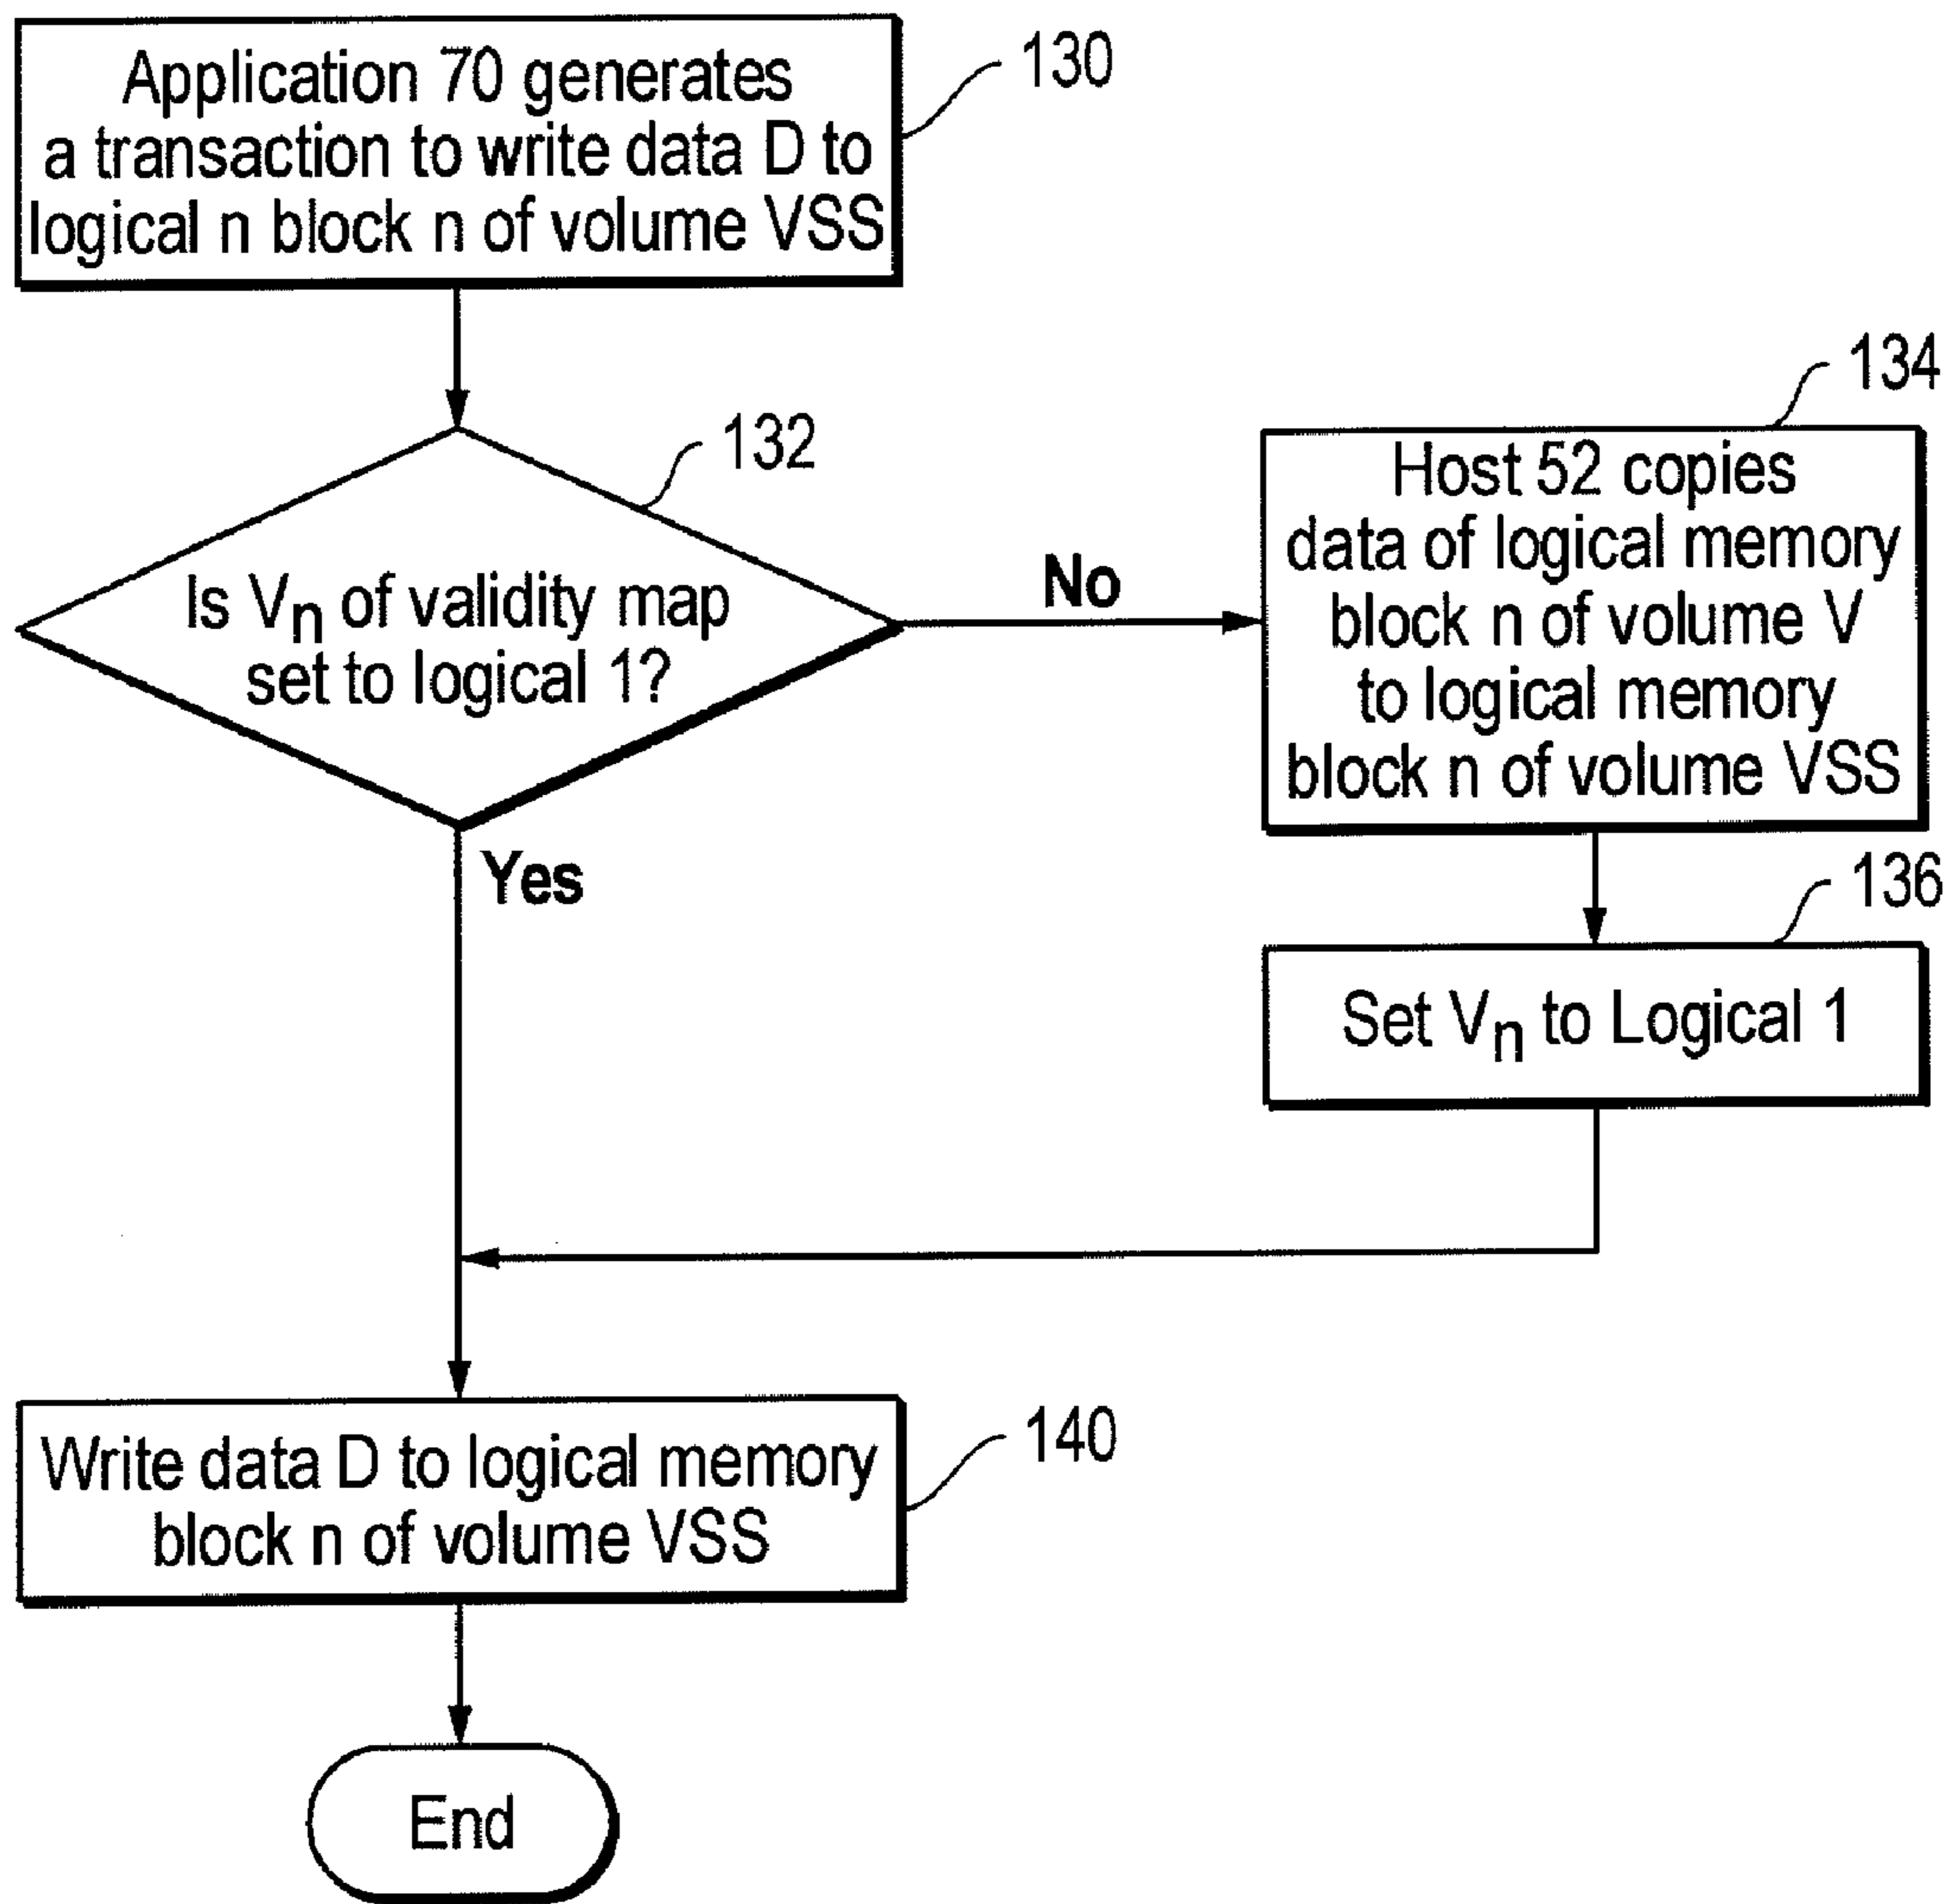 Application 70 generates
a transaction to write data D to
logical n block n of volume VSS
130
132
Is Vn of validity map
set to logical 1?
No
Yes
134
Host 52 copies
data of logical memory
block n of volume V
to logical memory
block n of volume VSS
136
Set Vn to Logical 1
Write data D to logical memory
block n of volume VSS
140
End